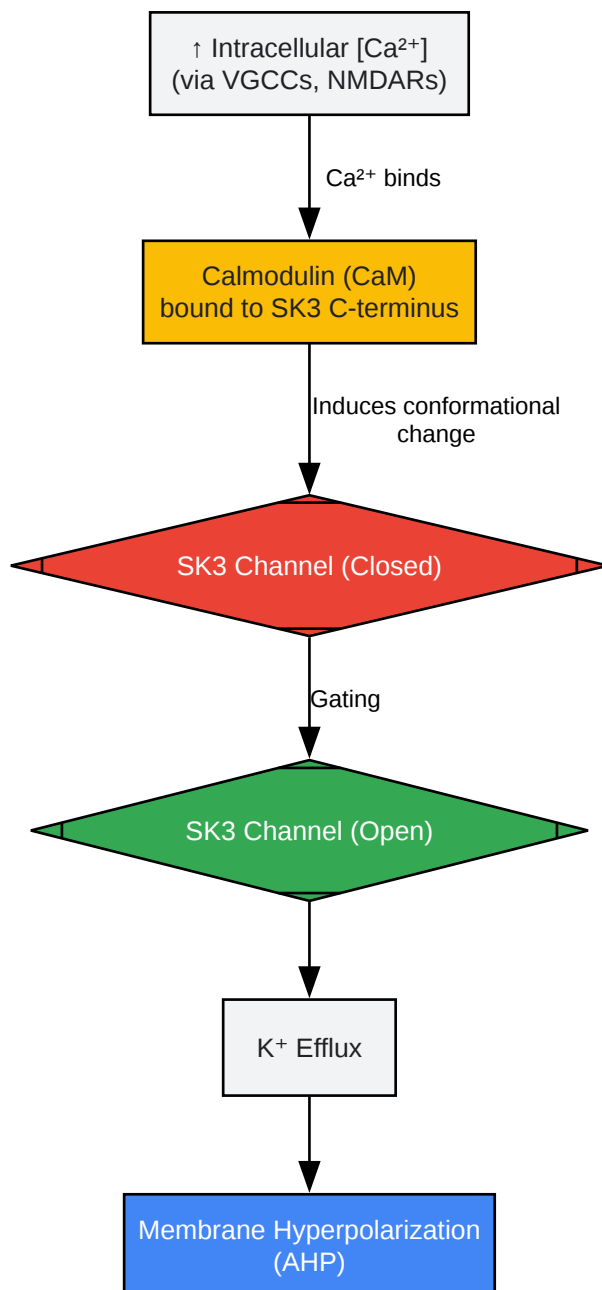 ↑ Intracellular [Ca²⁺]
(via VGCCs, NMDARs)
Ca²⁺ binds
Calmodulin (CaM)
bound to SK3 C-terminus
Induces conformational
change
SK3 Channel (Closed)
Gating
SK3 Channel (Open)
K⁺ Efflux
Membrane Hyperpolarization
(AHP)